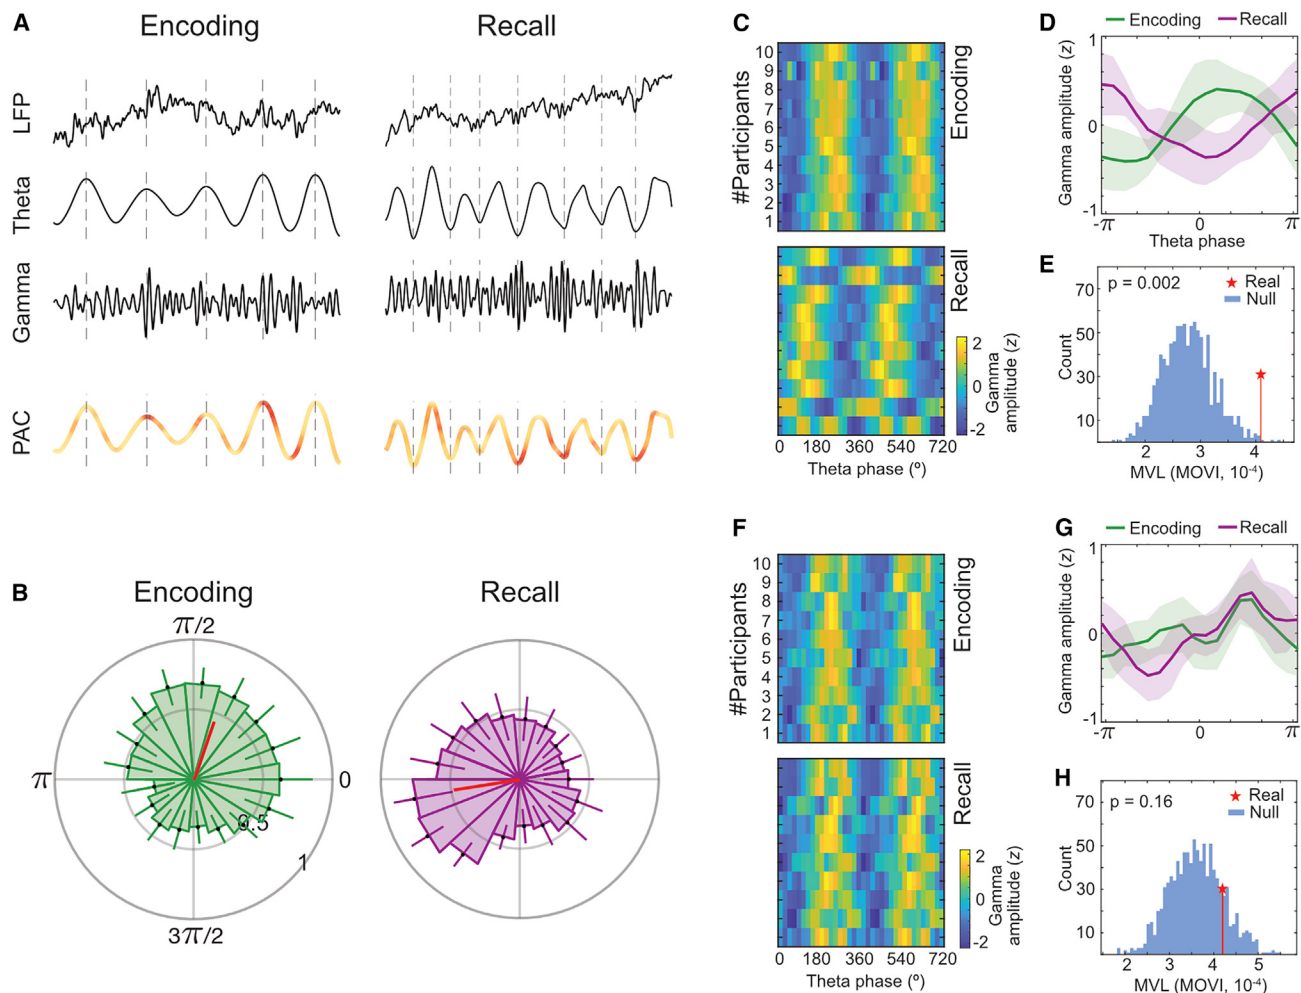 A
Encoding
Recall
LFP
Theta
Gamma
PAC
B
Encoding
Recall
π/2
π
0
0.5
1
3π/2
C
#Participants
10
9
8
7
6
5
4
3
2
1
Encoding
Recall
2
0
-2
Gamma
amplitude (z)
0 180 360 540 720
Theta phase (º)
D
Encoding Recall
Gamma amplitude (z)
1
0
-1
-π 0 π
Theta phase
E
p = 0.002
Real
Null
Count
70
50
30
10
2 3 4
MVL (MOVI, 10-4)
F
#Participants
10
9
8
7
6
5
4
3
2
1
Encoding
Recall
2
0
-2
Gamma
amplitude (z)
0 180 360 540 720
Theta phase (º)
G
Encoding Recall
Gamma amplitude (z)
1
0
-1
-π 0 π
H
p = 0.16
Real
Null
Count
70
50
30
10
2 3 4 5
MVL (MOVI, 10-4)